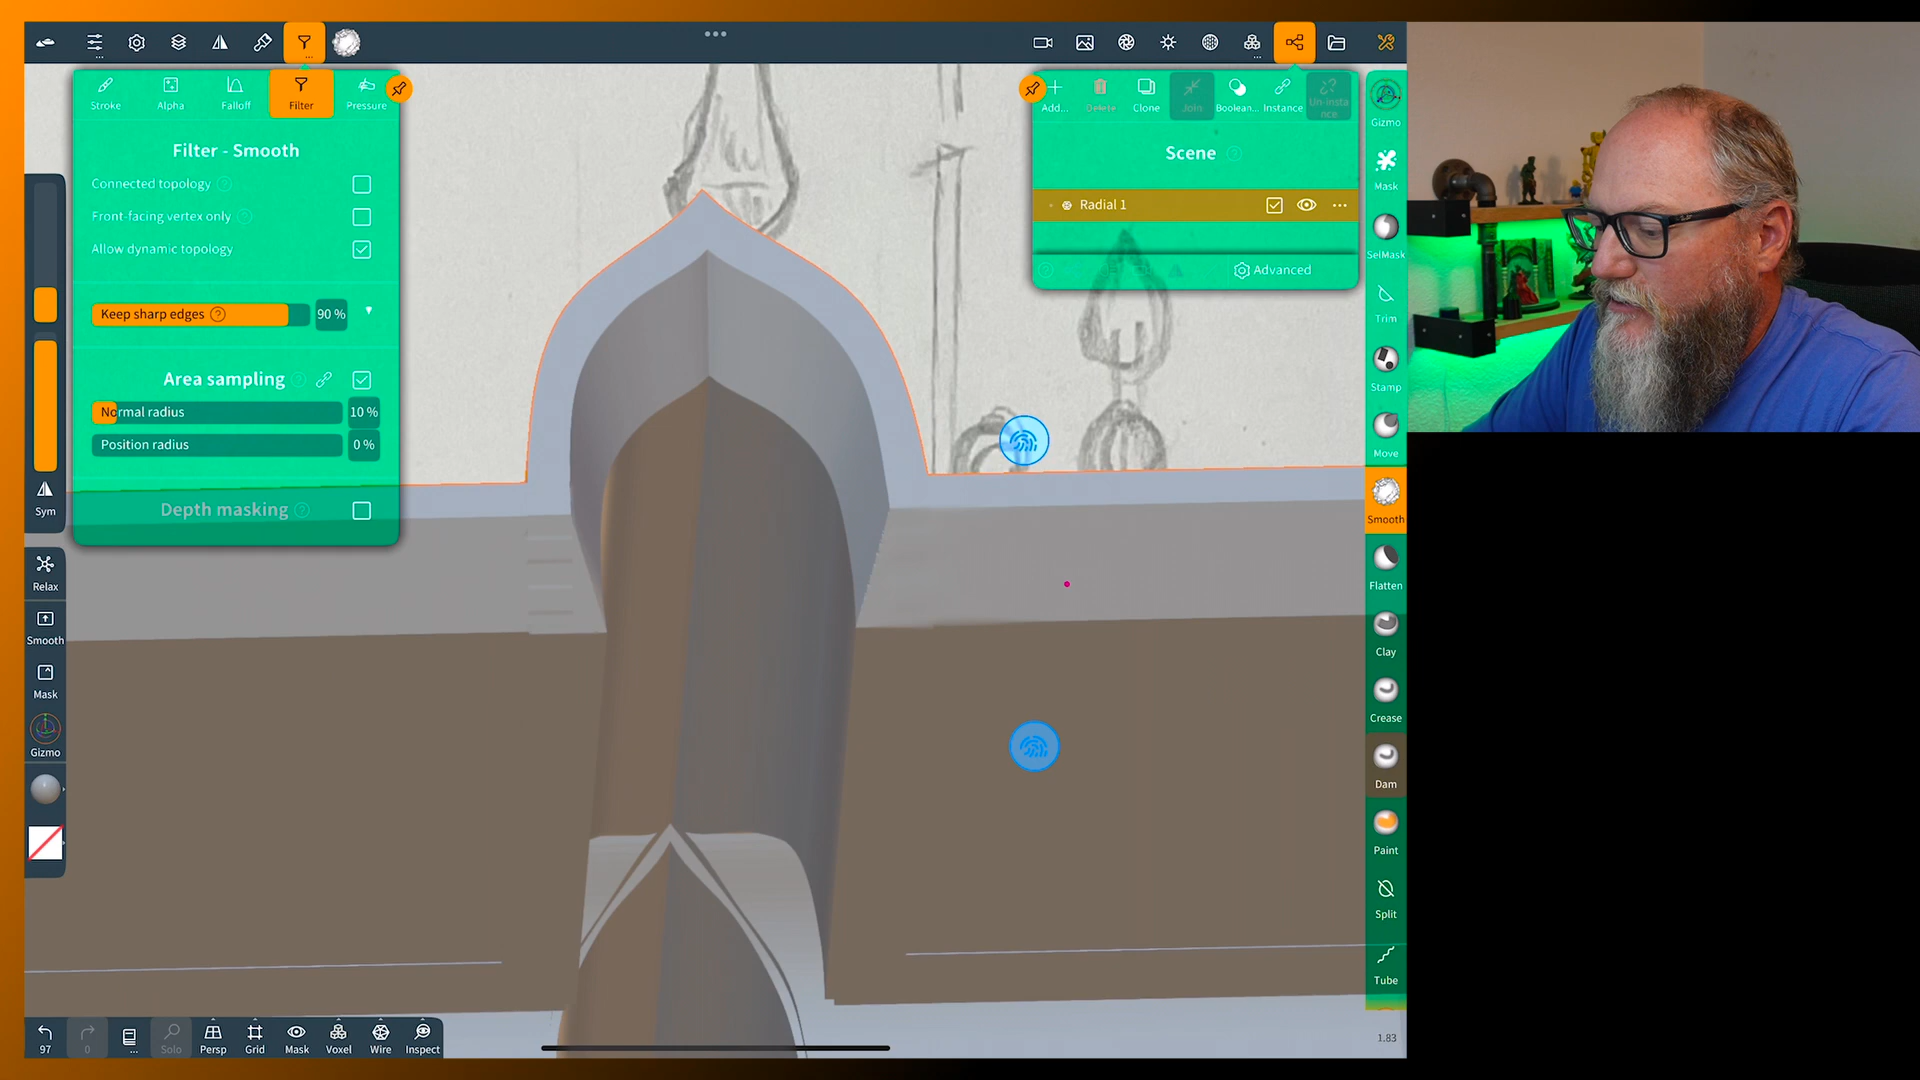 Stroke
Alpha
Falloff
Filter
Pressure
Filter - Smooth
Connected topology
Front-facing vertex only
Allow dynamic topology
Keep sharp edges
90 %
Area sampling
Normal radius
10 %
Position radius
0 %
Depth masking
Sym
Relax
Smooth
Mask
Gizmo
97
0
...
Solo
Persp
Grid
Mask
Voxel
Wire
Inspect
Add...
Delete
Clone
Join
Boolean...
Instance
Un-insta
nce
Scene
Radial 1
Advanced
Gizmo
Mask
SelMask
Trim
Stamp
Move
Smooth
Flatten
Clay
Crease
Dam
Paint
Split
Tube
1.83